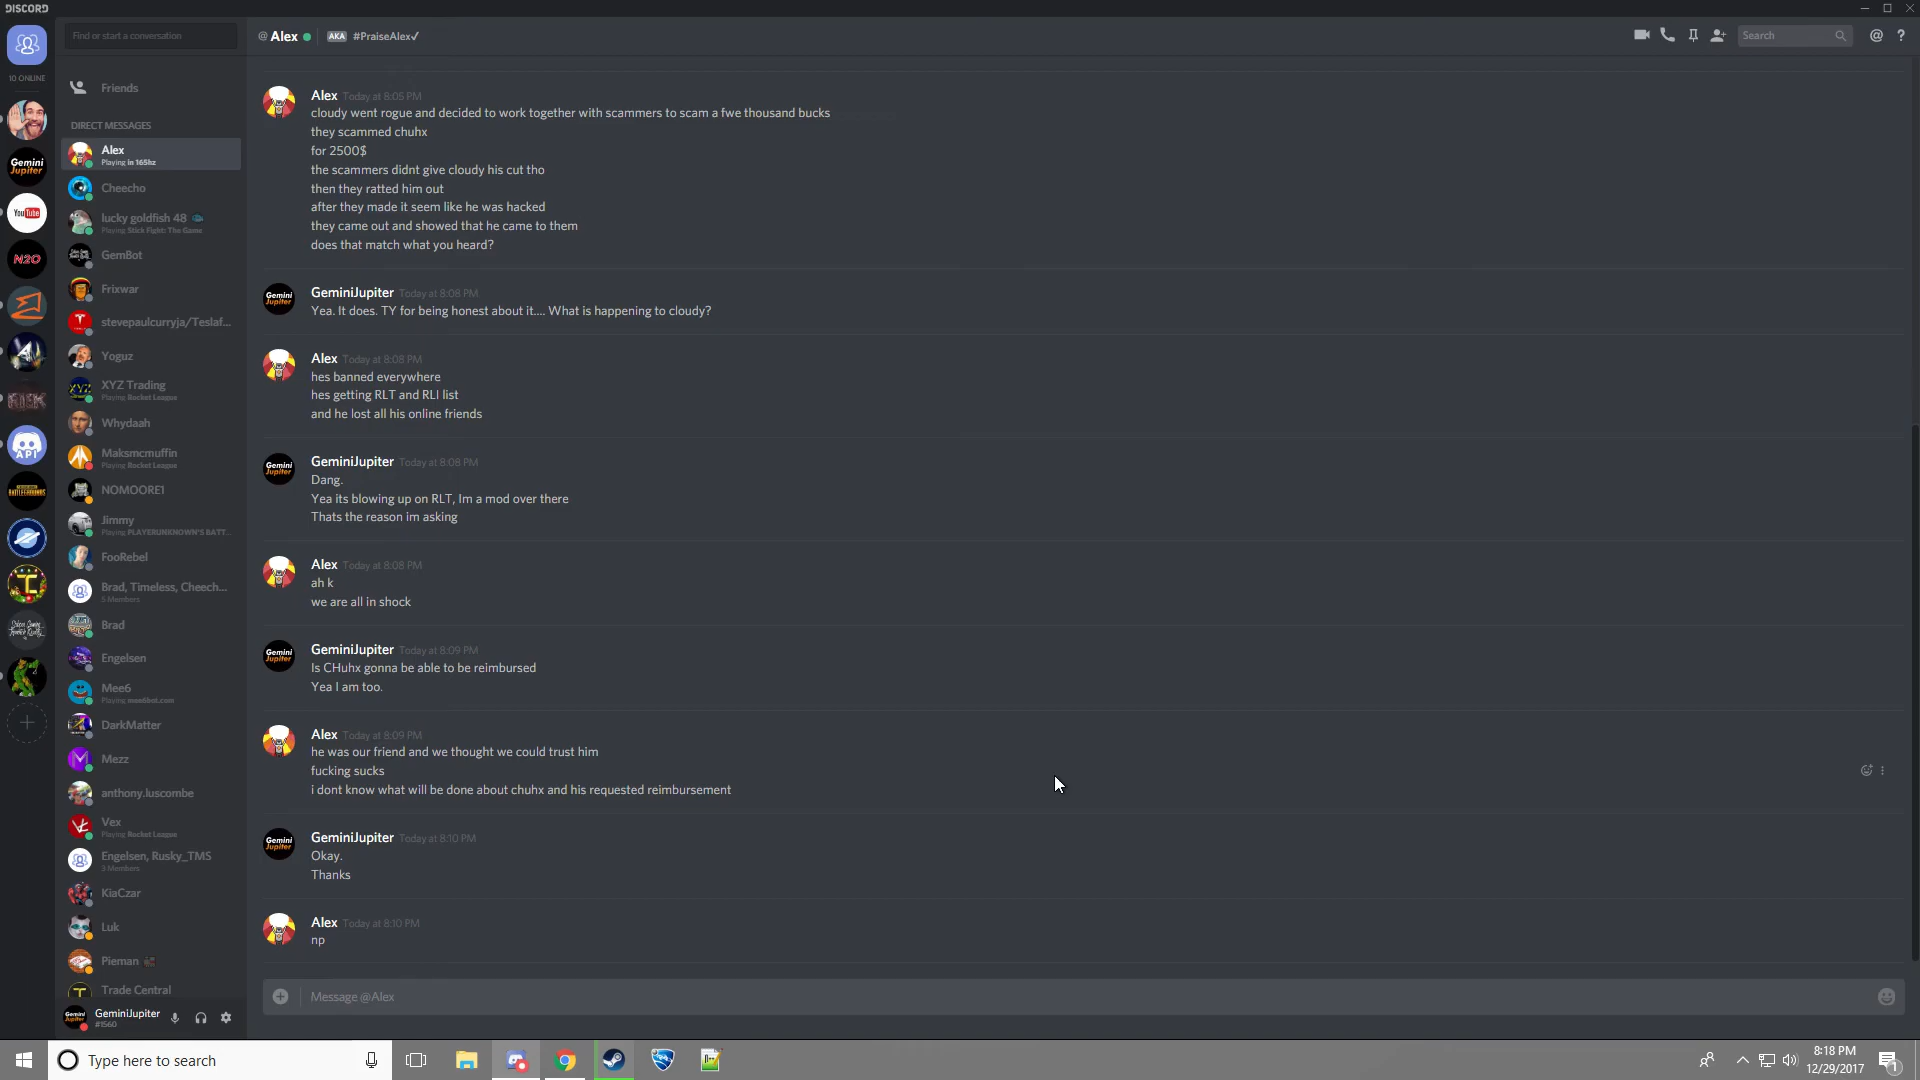 DISCORD
Find or start a conversation
@ Alex AKA #PraiseAlex✓
Search
@ ?
10 ONLINE
Gemini
Jupiter
YouTube
N2O
API
Friends
DIRECT MESSAGES
Alex
Playing in 165hz
Cheecho
lucky goldfish 48
Playing Stick Fight: The Game
GemBot
Frixwar
stevepaulcurryja/Teslaf...
Yoguz
XYZ Trading
Playing Rocket League
Whydaah
Maksmcmuffin
Playing Rocket League
NOMOORE1
Jimmy
Playing PLAYERUNKNOWN'S BATT...
FooRebel
Brad, Timeless, Cheech...
5 Members
Brad
Engelsen
Mee6
Playing mee6bot.com
DarkMatter
Mezz
anthony.luscombe
Vex
Playing Rocket League
Engelsen, Rusky_TMS
3 Members
KiaCzar
Luk
Pieman
Trade Central
GeminiJupiter
#1560
Alex Today at 8:05 PM
cloudy went rogue and decided to work together with scammers to scam a fwe thousand bucks
they scammed chuhx
for 2500$
the scammers didnt give cloudy his cut tho
then they ratted him out
after they made it seem like he was hacked
they came out and showed that he came to them
does that match what you heard?
GeminiJupiter Today at 8:08 PM
Yea. It does. TY for being honest about it.... What is happening to cloudy?
Alex Today at 8:08 PM
hes banned everywhere
hes getting RLT and RLI list
and he lost all his online friends
GeminiJupiter Today at 8:08 PM
Dang.
Yea its blowing up on RLT, Im a mod over there
Thats the reason im asking
Alex Today at 8:08 PM
ah k
we are all in shock
GeminiJupiter Today at 8:09 PM
Is CHuhx gonna be able to be reimbursed
Yea I am too.
Alex Today at 8:09 PM
he was our friend and we thought we could trust him
fucking sucks
i dont know what will be done about chuhx and his requested reimbursement
GeminiJupiter Today at 8:10 PM
Okay.
Thanks
Alex Today at 8:10 PM
np
Message @Alex
Type here to search
8:18 PM
12/29/2017
1